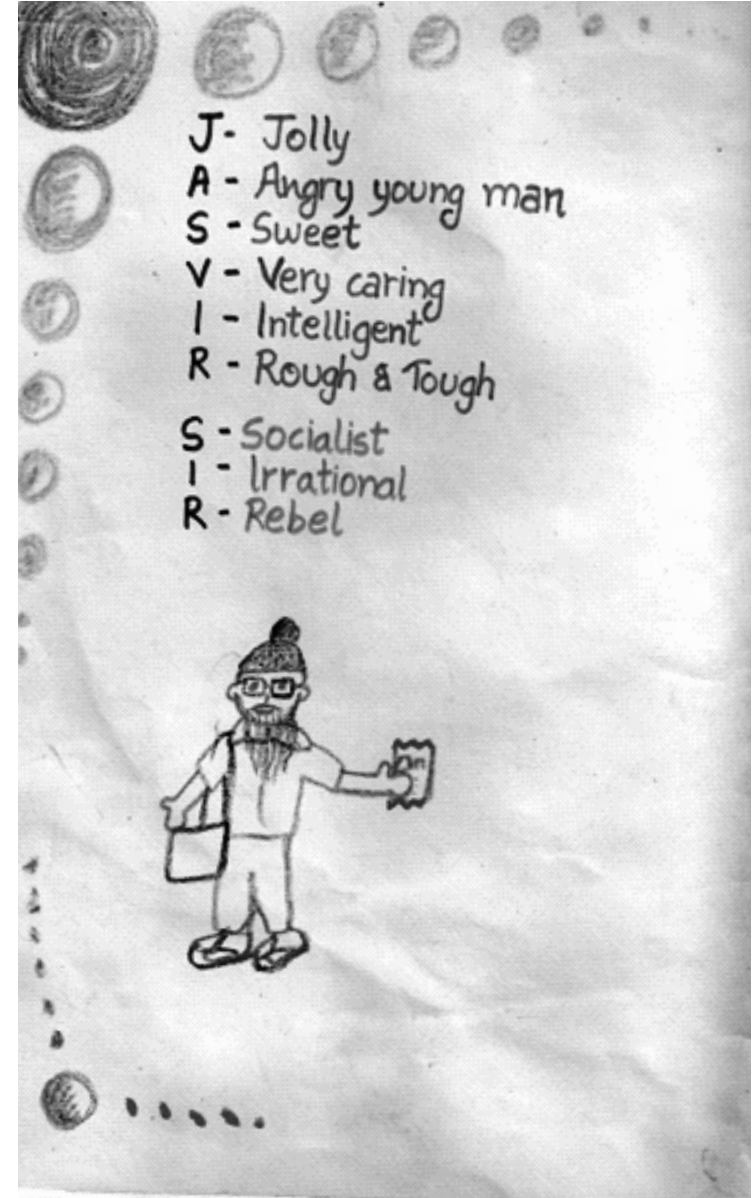 J- Jolly
A - Angry young man
S - Sweet
V - Very caring
I - Intelligent
R - Rough & Tough
S - Socialist
I - Irrational
R - Rebel